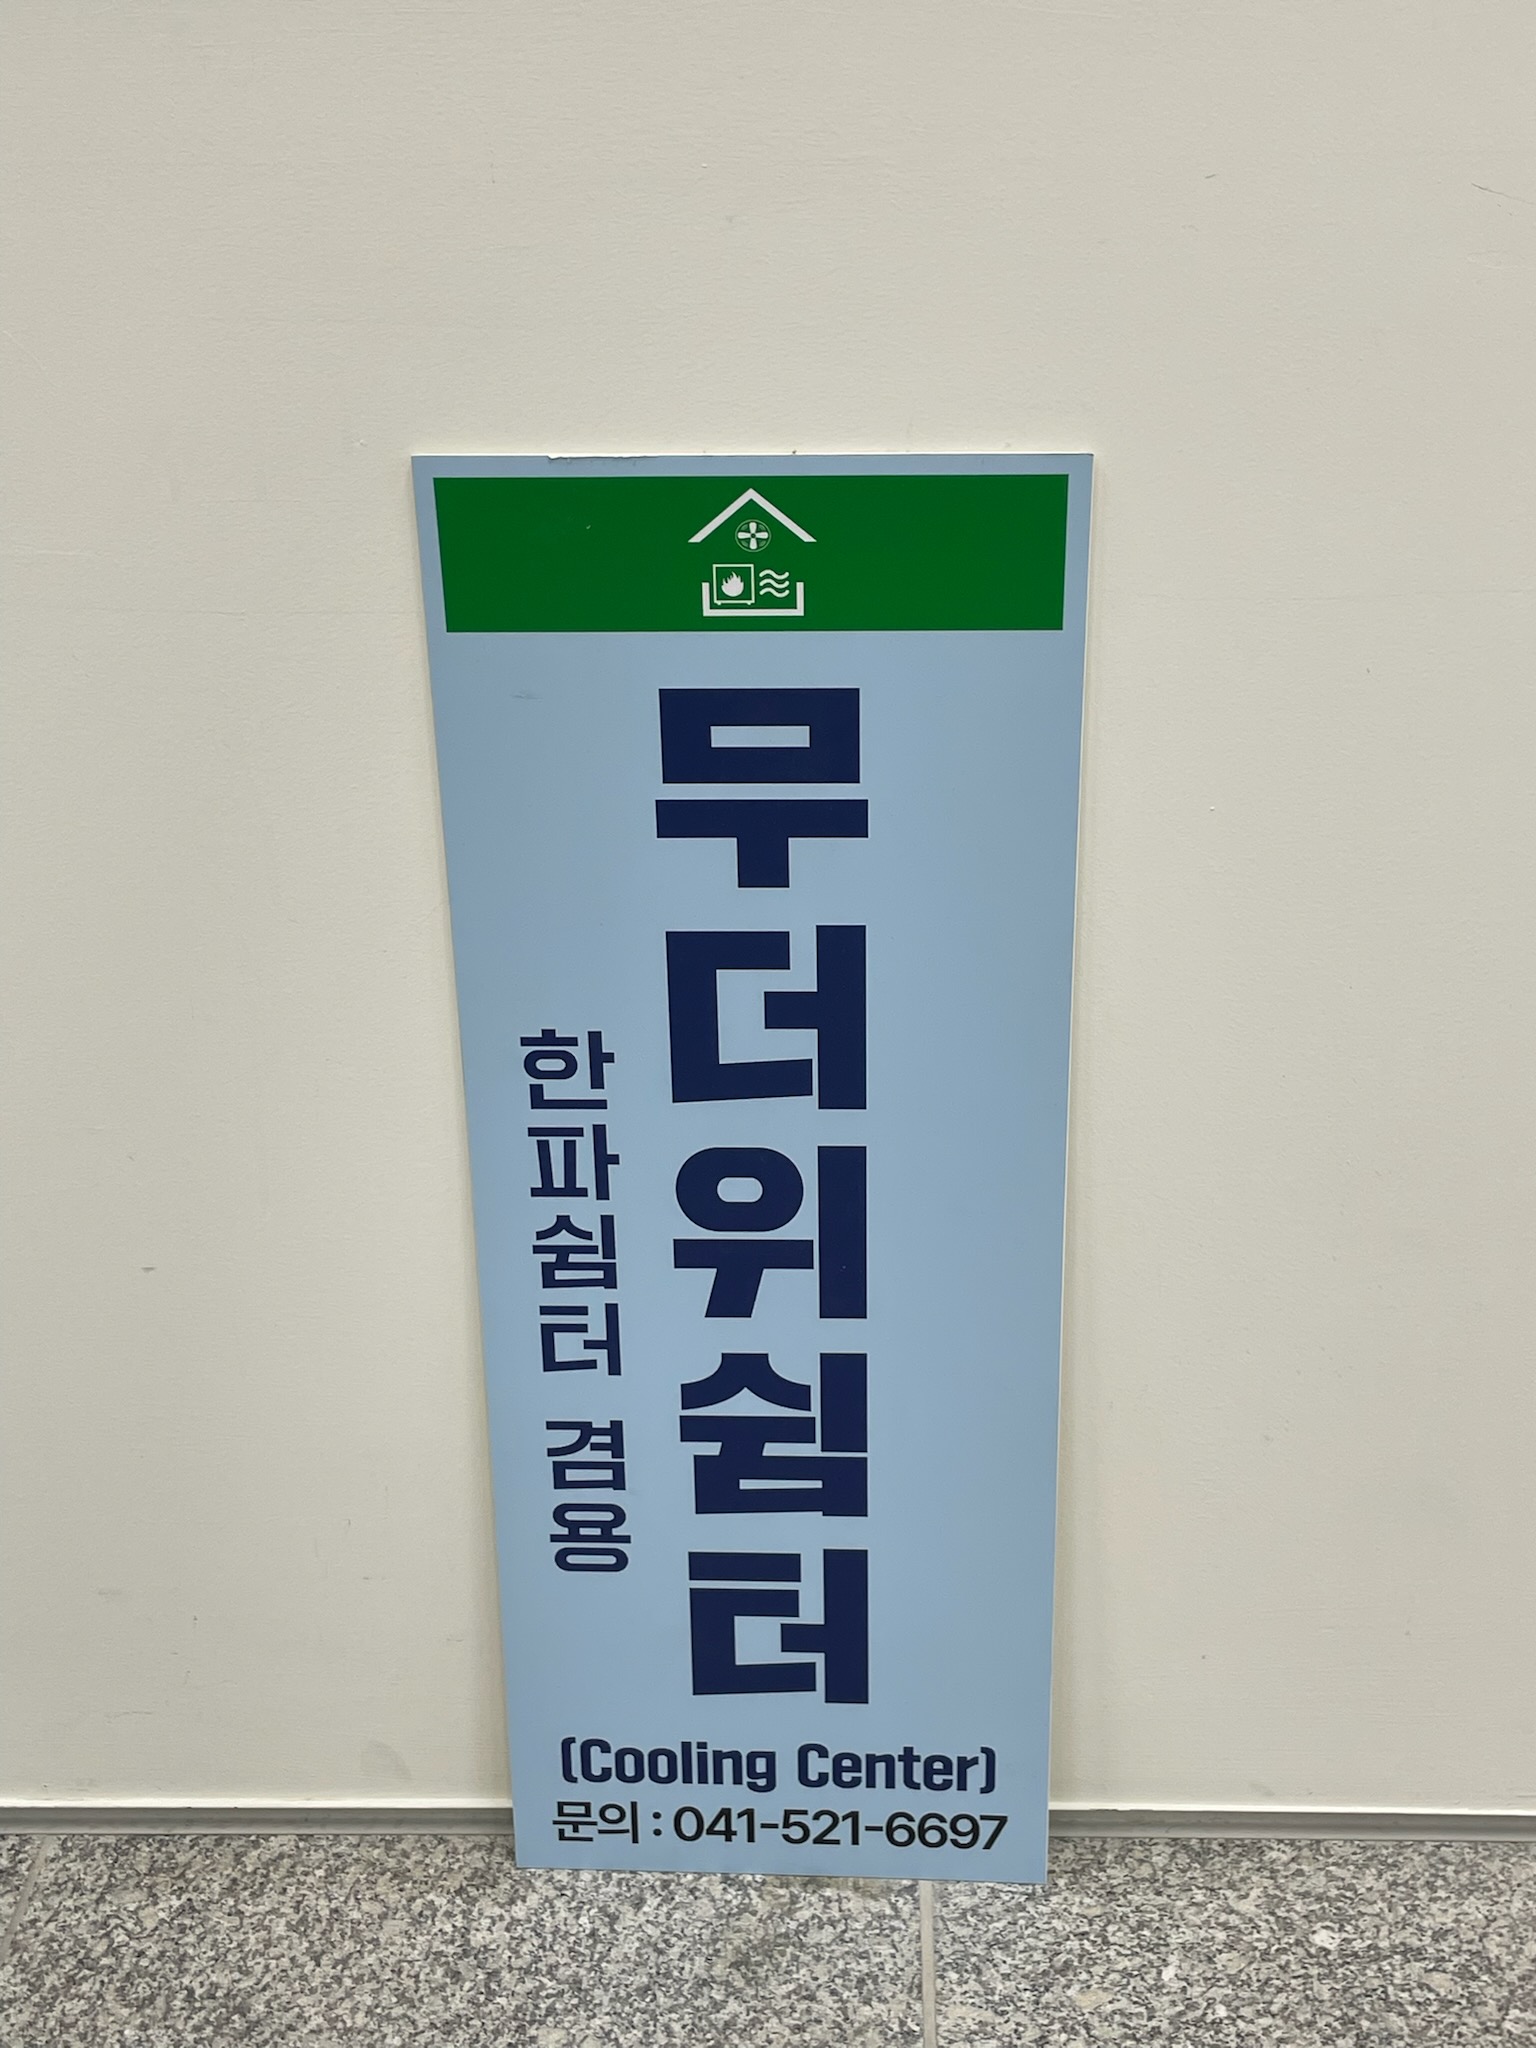 무더위쉼터
한파쉼터 겸용
(Cooling Center)
문의 : 041-521-6697